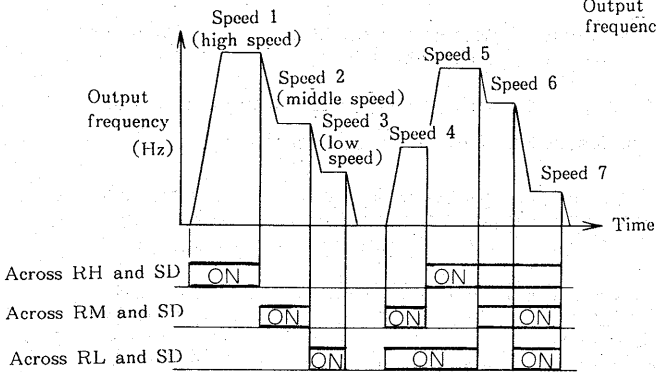 Output
frequenc
Speed 1
(high speed)
Speed 2
(middle speed)
Speed 3
(low
speed)
Speed 4
Speed 5
Speed 6
Speed 7
Output
frequency
(Hz)
Time
Across RH and SD
ON
ON
Across RM and SD
ON
ON
ON
Across RL and SD
ON
ON
ON